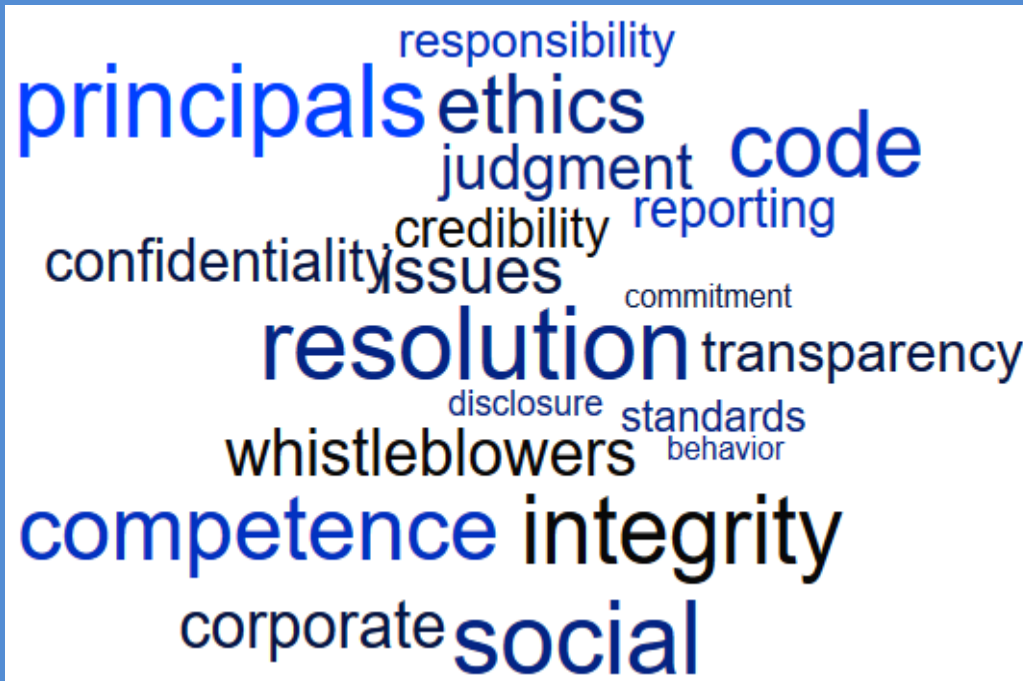 responsibility
principals ethics code
judgment
reporting
credibility
confidentiality issues
commitment
resolution transparency
disclosure standards
whistleblowers behavior
competence integrity
corporate social